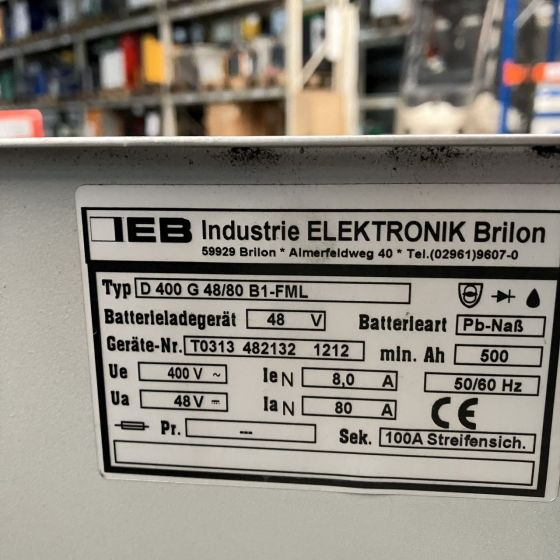 IEB Industrie ELEKTRONIK Brilon
59929 Brilon * Almerfeldweg 40 * Tel.(02961)9607-0
Typ D 400 G 48/80 B1-FML
Batterieladegerät 48 V Batterieart Pb-Naß
Geräte-Nr. T0313 482132 1212 min. Ah 500
Ue 400 V ~ Ie N 8,0 A 50/60 Hz
Ua 48 V ⎓ Ia N 80 A CE
Pr. --- Sek. 100A Streifensich.